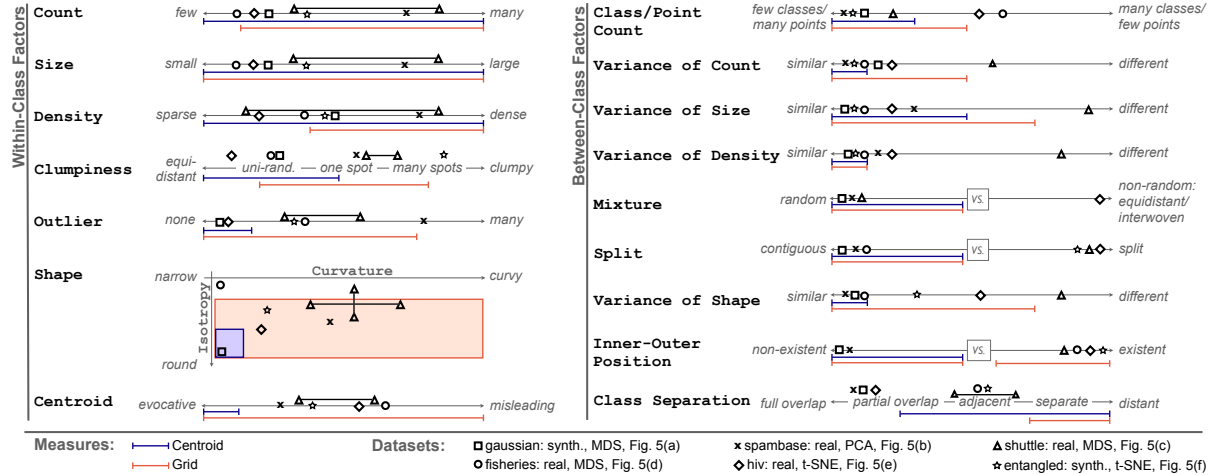 Within-Class Factors
Count
few
many
Size
small
large
Density
sparse
dense
Clumpiness
equi-
distant
uni-rand.
one spot
many spots
clumpy
Outlier
none
many
Shape
narrow
Curvature
curvy
Isotropy
round
Centroid
evocative
misleading
Between-Class Factors
Class/Point
Count
few classes/
many points
many classes/
few points
Variance of Count
similar
different
Variance of Size
similar
different
Variance of Density
similar
different
Mixture
random
vs.
non-random:
equidistant/
interwoven
Split
contiguous
vs.
split
Variance of Shape
similar
different
Inner-Outer
Position
non-existent
vs.
existent
Class Separation
full overlap
partial overlap
adjacent
separate
distant
Measures:
Centroid
Grid
Datasets:
gaussian: synth., MDS, Fig. 5(a)
spambase: real, PCA, Fig. 5(b)
shuttle: real, MDS, Fig. 5(c)
fisheries: real, MDS, Fig. 5(d)
hiv: real, t-SNE, Fig. 5(e)
entangled: synth., t-SNE, Fig. 5(f)